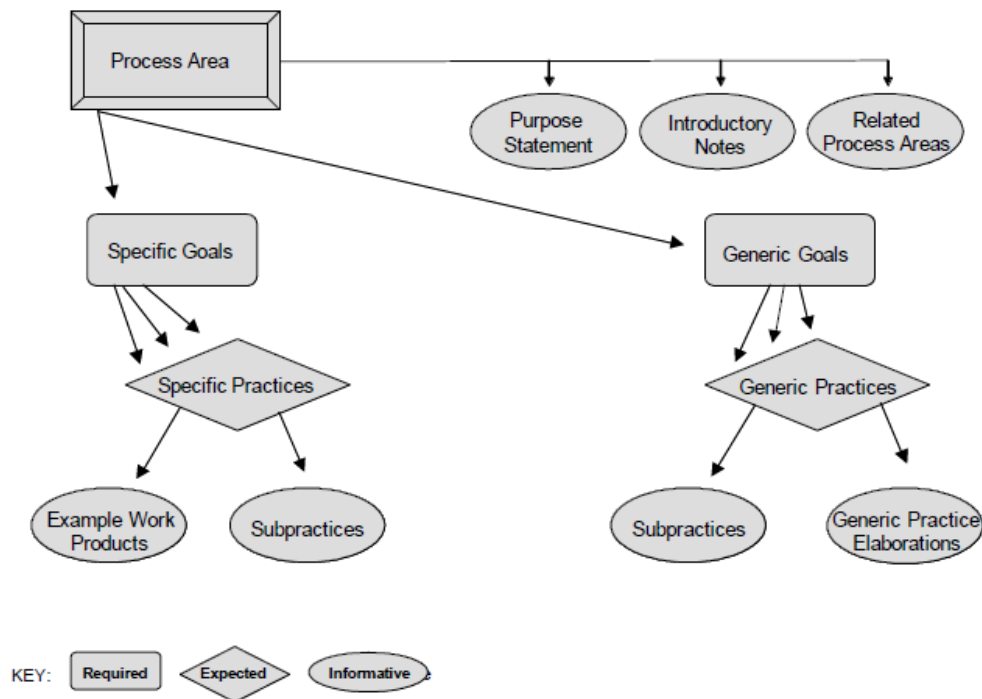 Process Area
Purpose
Statement
Introductory
Notes
Related
Process Areas
Specific Goals
Generic Goals
Specific Practices
Generic Practices
Example Work
Products
Subpractices
Subpractices
Generic Practice
Elaborations
KEY:
Required
Expected
Informative